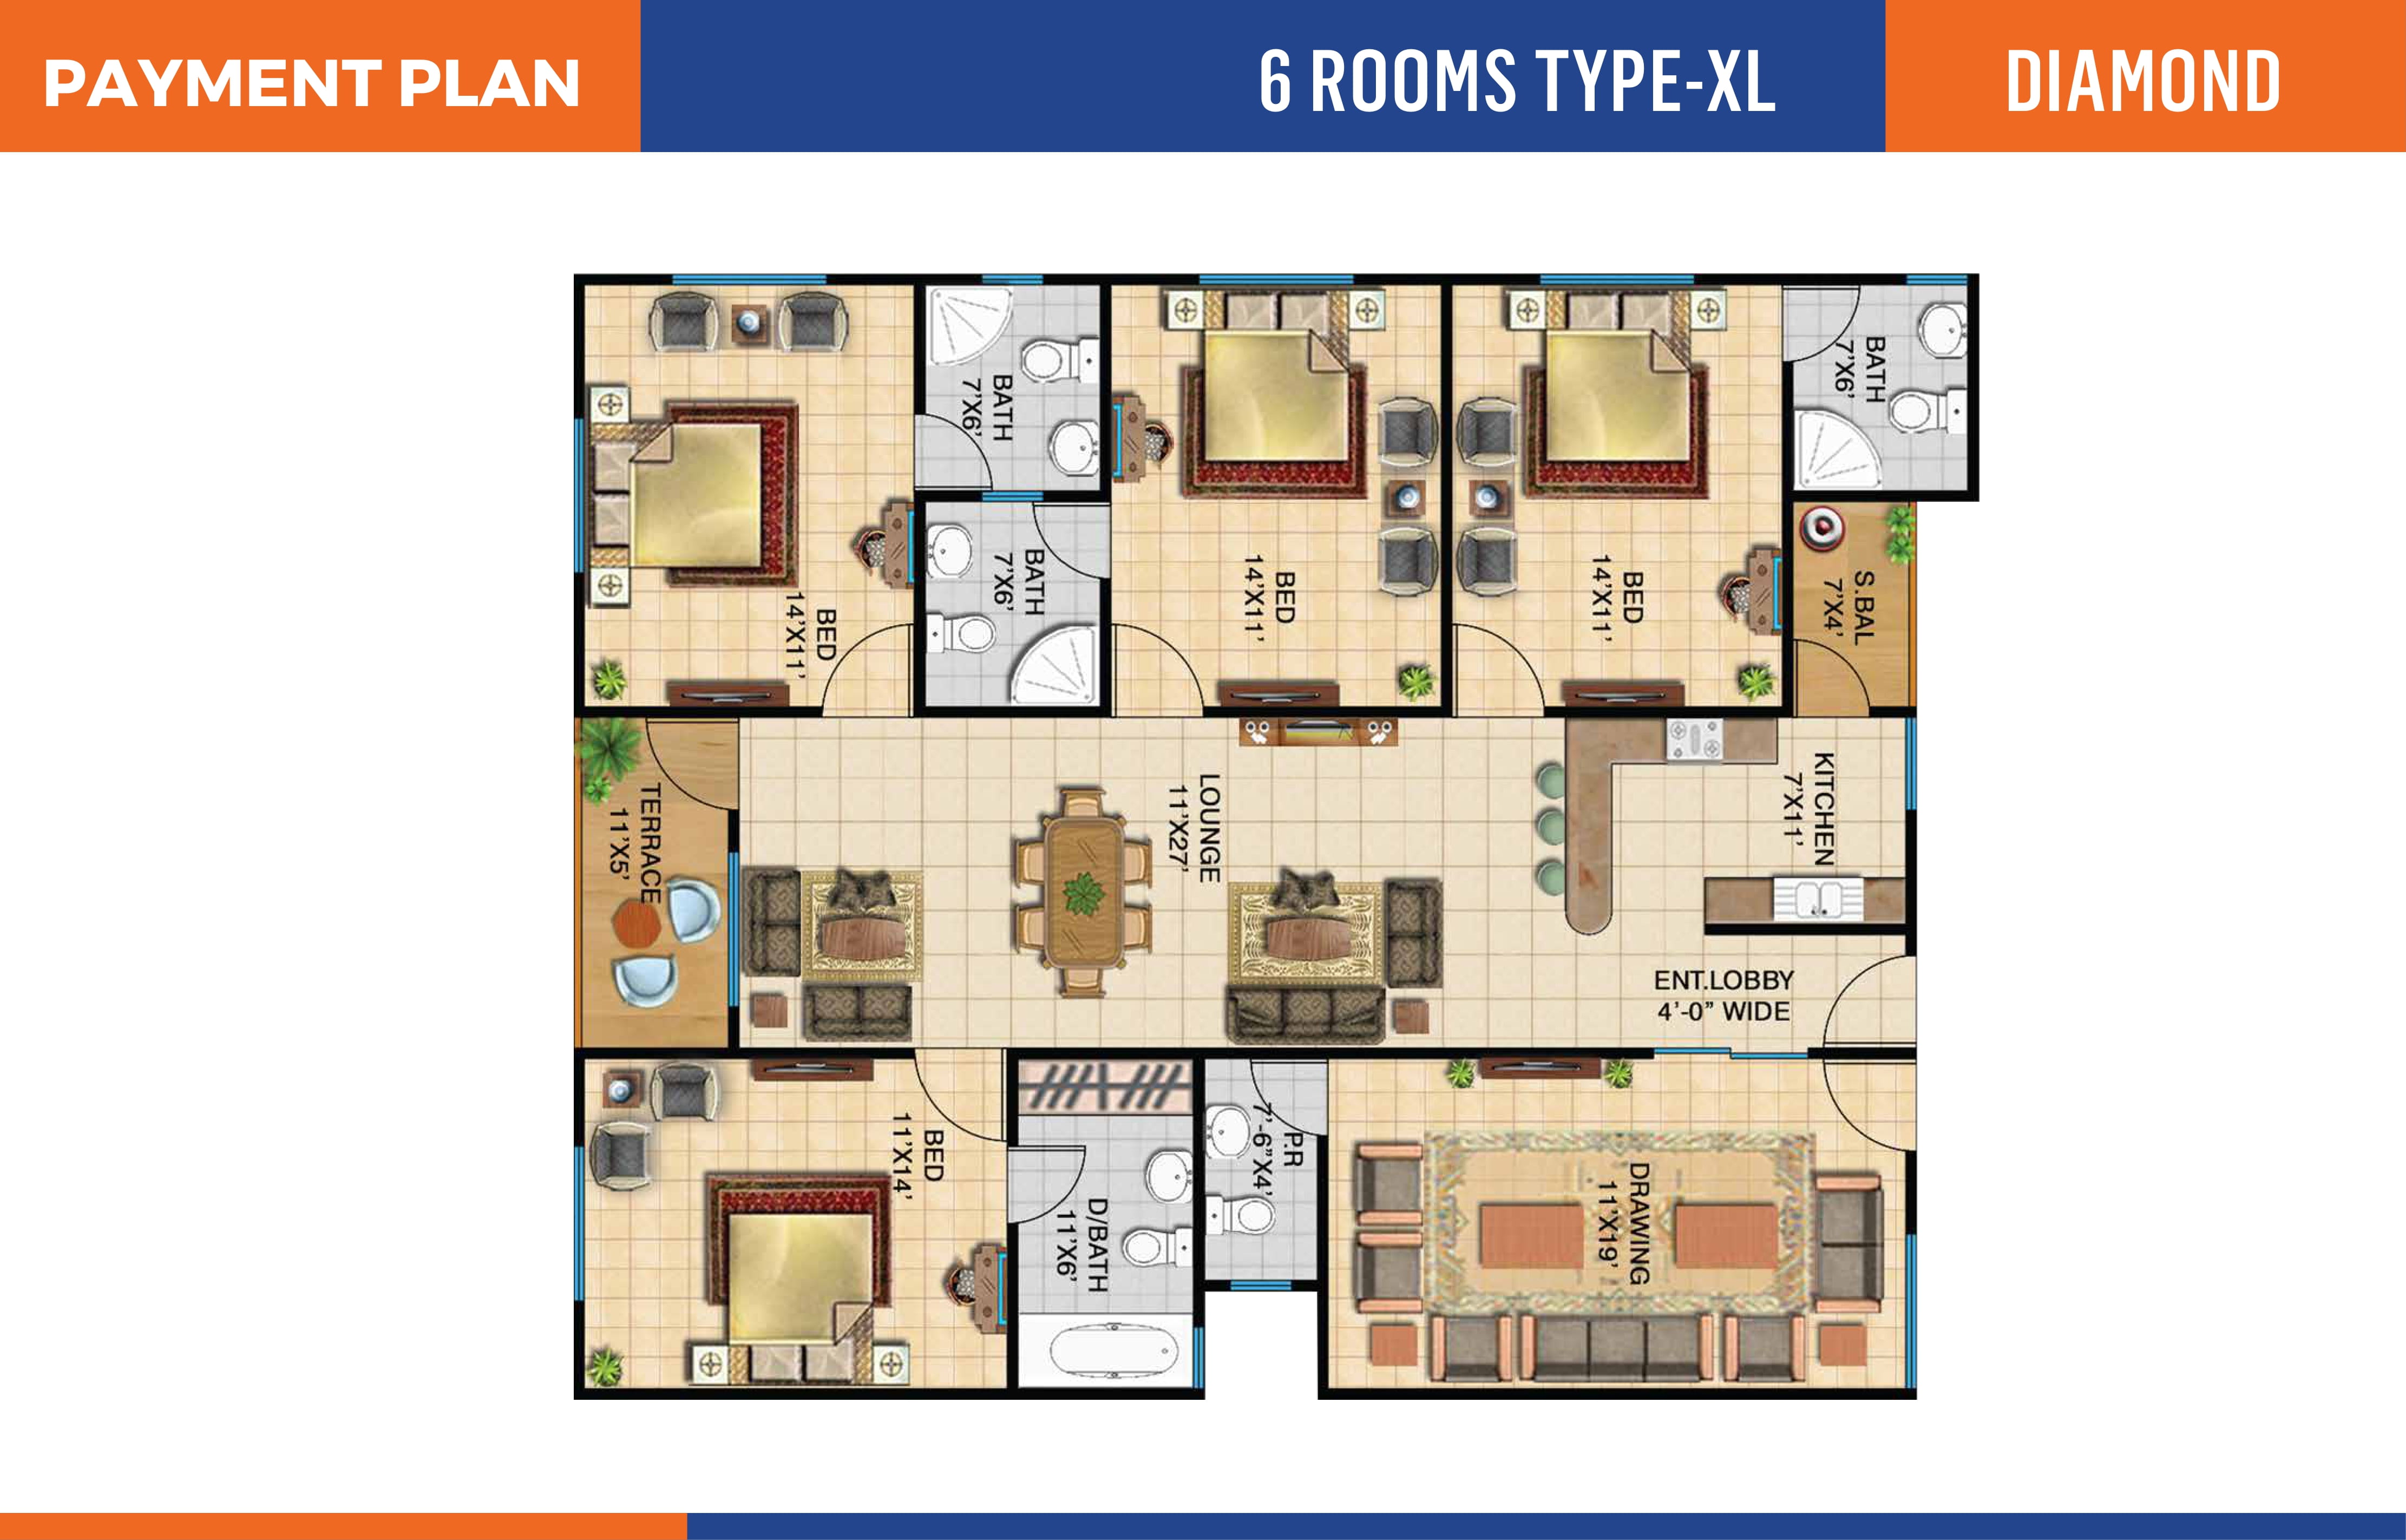 PAYMENT PLAN
6 ROOMS TYPE-XL
DIAMOND
BED
14'X11'
BATH
7'X6'
BATH
7'X6'
BED
14'X11'
BED
14'X11'
BATH
7'X6'
S.BAL
7'X4'
TERRACE
11'X5'
LOUNGE
11'X27'
KITCHEN
7'X11'
ENT.LOBBY
4'-0” WIDE
BED
11'X14'
D/BATH
11'X6'
P.R
7'-6”X4'
DRAWING
11'X19'